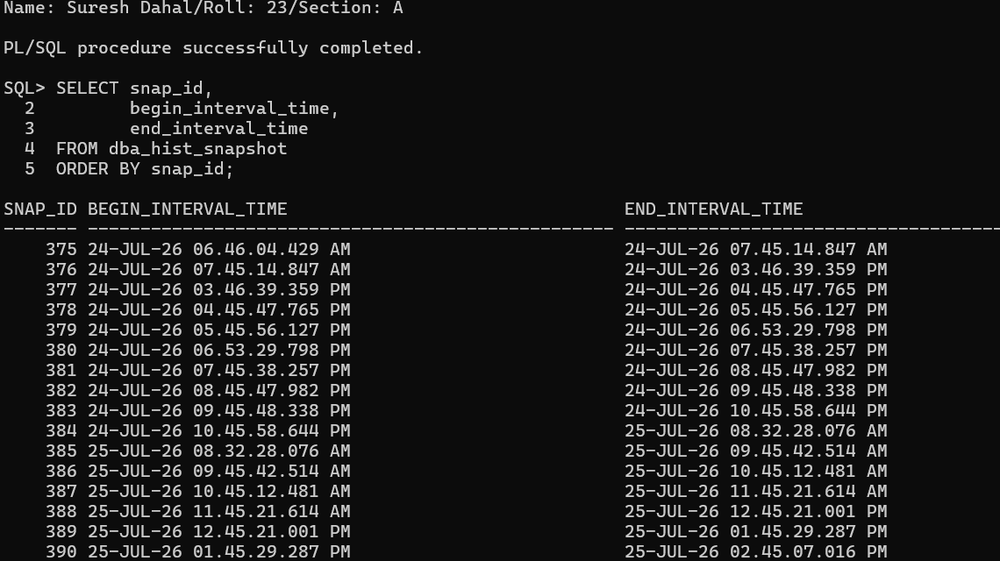 Name: Suresh Dahal/Roll: 23/Section: A
PL/SQL procedure successfully completed.
SQL> SELECT snap_id,
  2         begin_interval_time,
  3         end_interval_time
  4  FROM dba_hist_snapshot
  5  ORDER BY snap_id;
SNAP_ID BEGIN_INTERVAL_TIME                                END_INTERVAL_TIME
------- -------------------------------------------------- ------------------------------------
    375 24-JUL-26 06.46.04.429 AM                          24-JUL-26 07.45.14.847 AM
    376 24-JUL-26 07.45.14.847 AM                          24-JUL-26 03.46.39.359 PM
    377 24-JUL-26 03.46.39.359 PM                          24-JUL-26 04.45.47.765 PM
    378 24-JUL-26 04.45.47.765 PM                          24-JUL-26 05.45.56.127 PM
    379 24-JUL-26 05.45.56.127 PM                          24-JUL-26 06.53.29.798 PM
    380 24-JUL-26 06.53.29.798 PM                          24-JUL-26 07.45.38.257 PM
    381 24-JUL-26 07.45.38.257 PM                          24-JUL-26 08.45.47.982 PM
    382 24-JUL-26 08.45.47.982 PM                          24-JUL-26 09.45.48.338 PM
    383 24-JUL-26 09.45.48.338 PM                          24-JUL-26 10.45.58.644 PM
    384 24-JUL-26 10.45.58.644 PM                          25-JUL-26 08.32.28.076 AM
    385 25-JUL-26 08.32.28.076 AM                          25-JUL-26 09.45.42.514 AM
    386 25-JUL-26 09.45.42.514 AM                          25-JUL-26 10.45.12.481 AM
    387 25-JUL-26 10.45.12.481 AM                          25-JUL-26 11.45.21.614 AM
    388 25-JUL-26 11.45.21.614 AM                          25-JUL-26 12.45.21.001 PM
    389 25-JUL-26 12.45.21.001 PM                          25-JUL-26 01.45.29.287 PM
    390 25-JUL-26 01.45.29.287 PM                          25-JUL-26 02.45.07.016 PM